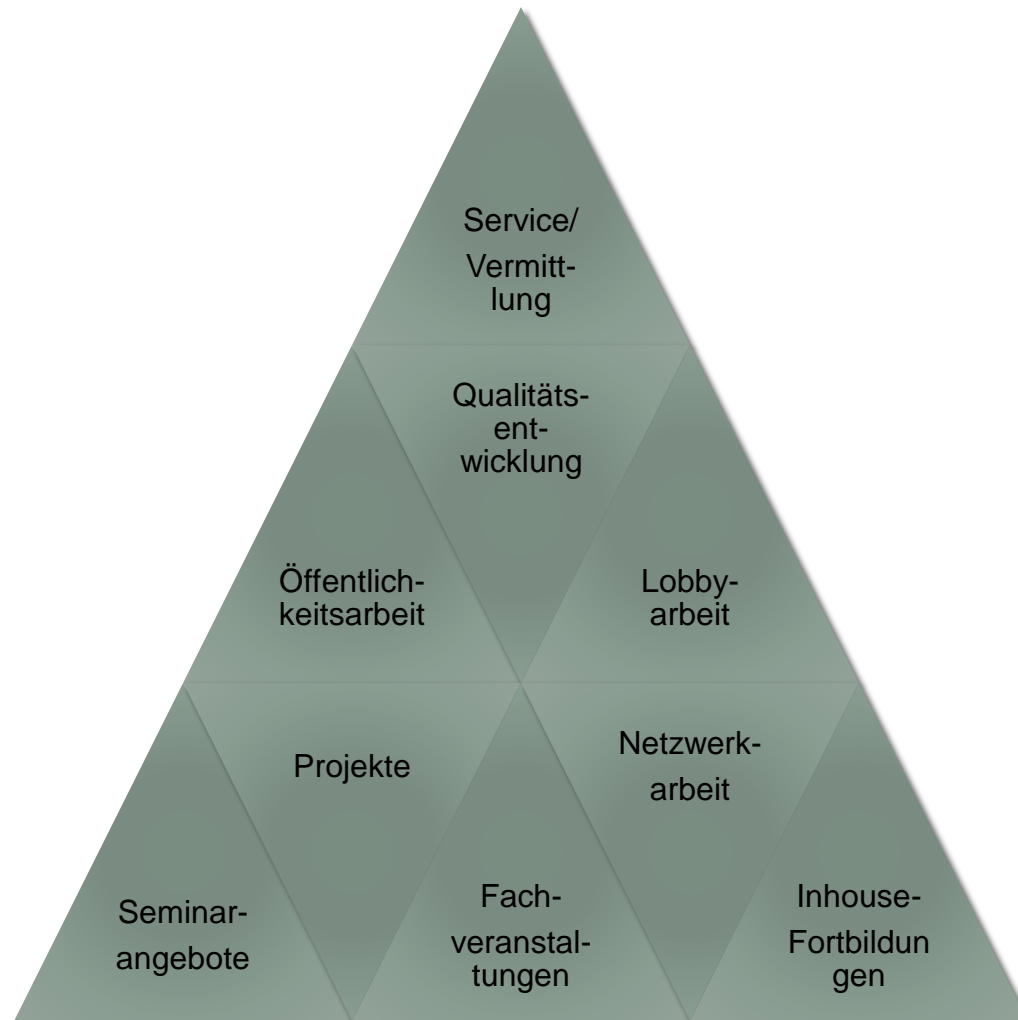 Service/
Vermitt-
lung
Qualitäts-
ent-
wicklung
Öffentlich-
keitsarbeit
Lobby-
arbeit
Projekte
Netzwerk-
arbeit
Seminar-
angebote
Fach-
veranstal-
tungen
Inhouse-
Fortbildun
gen